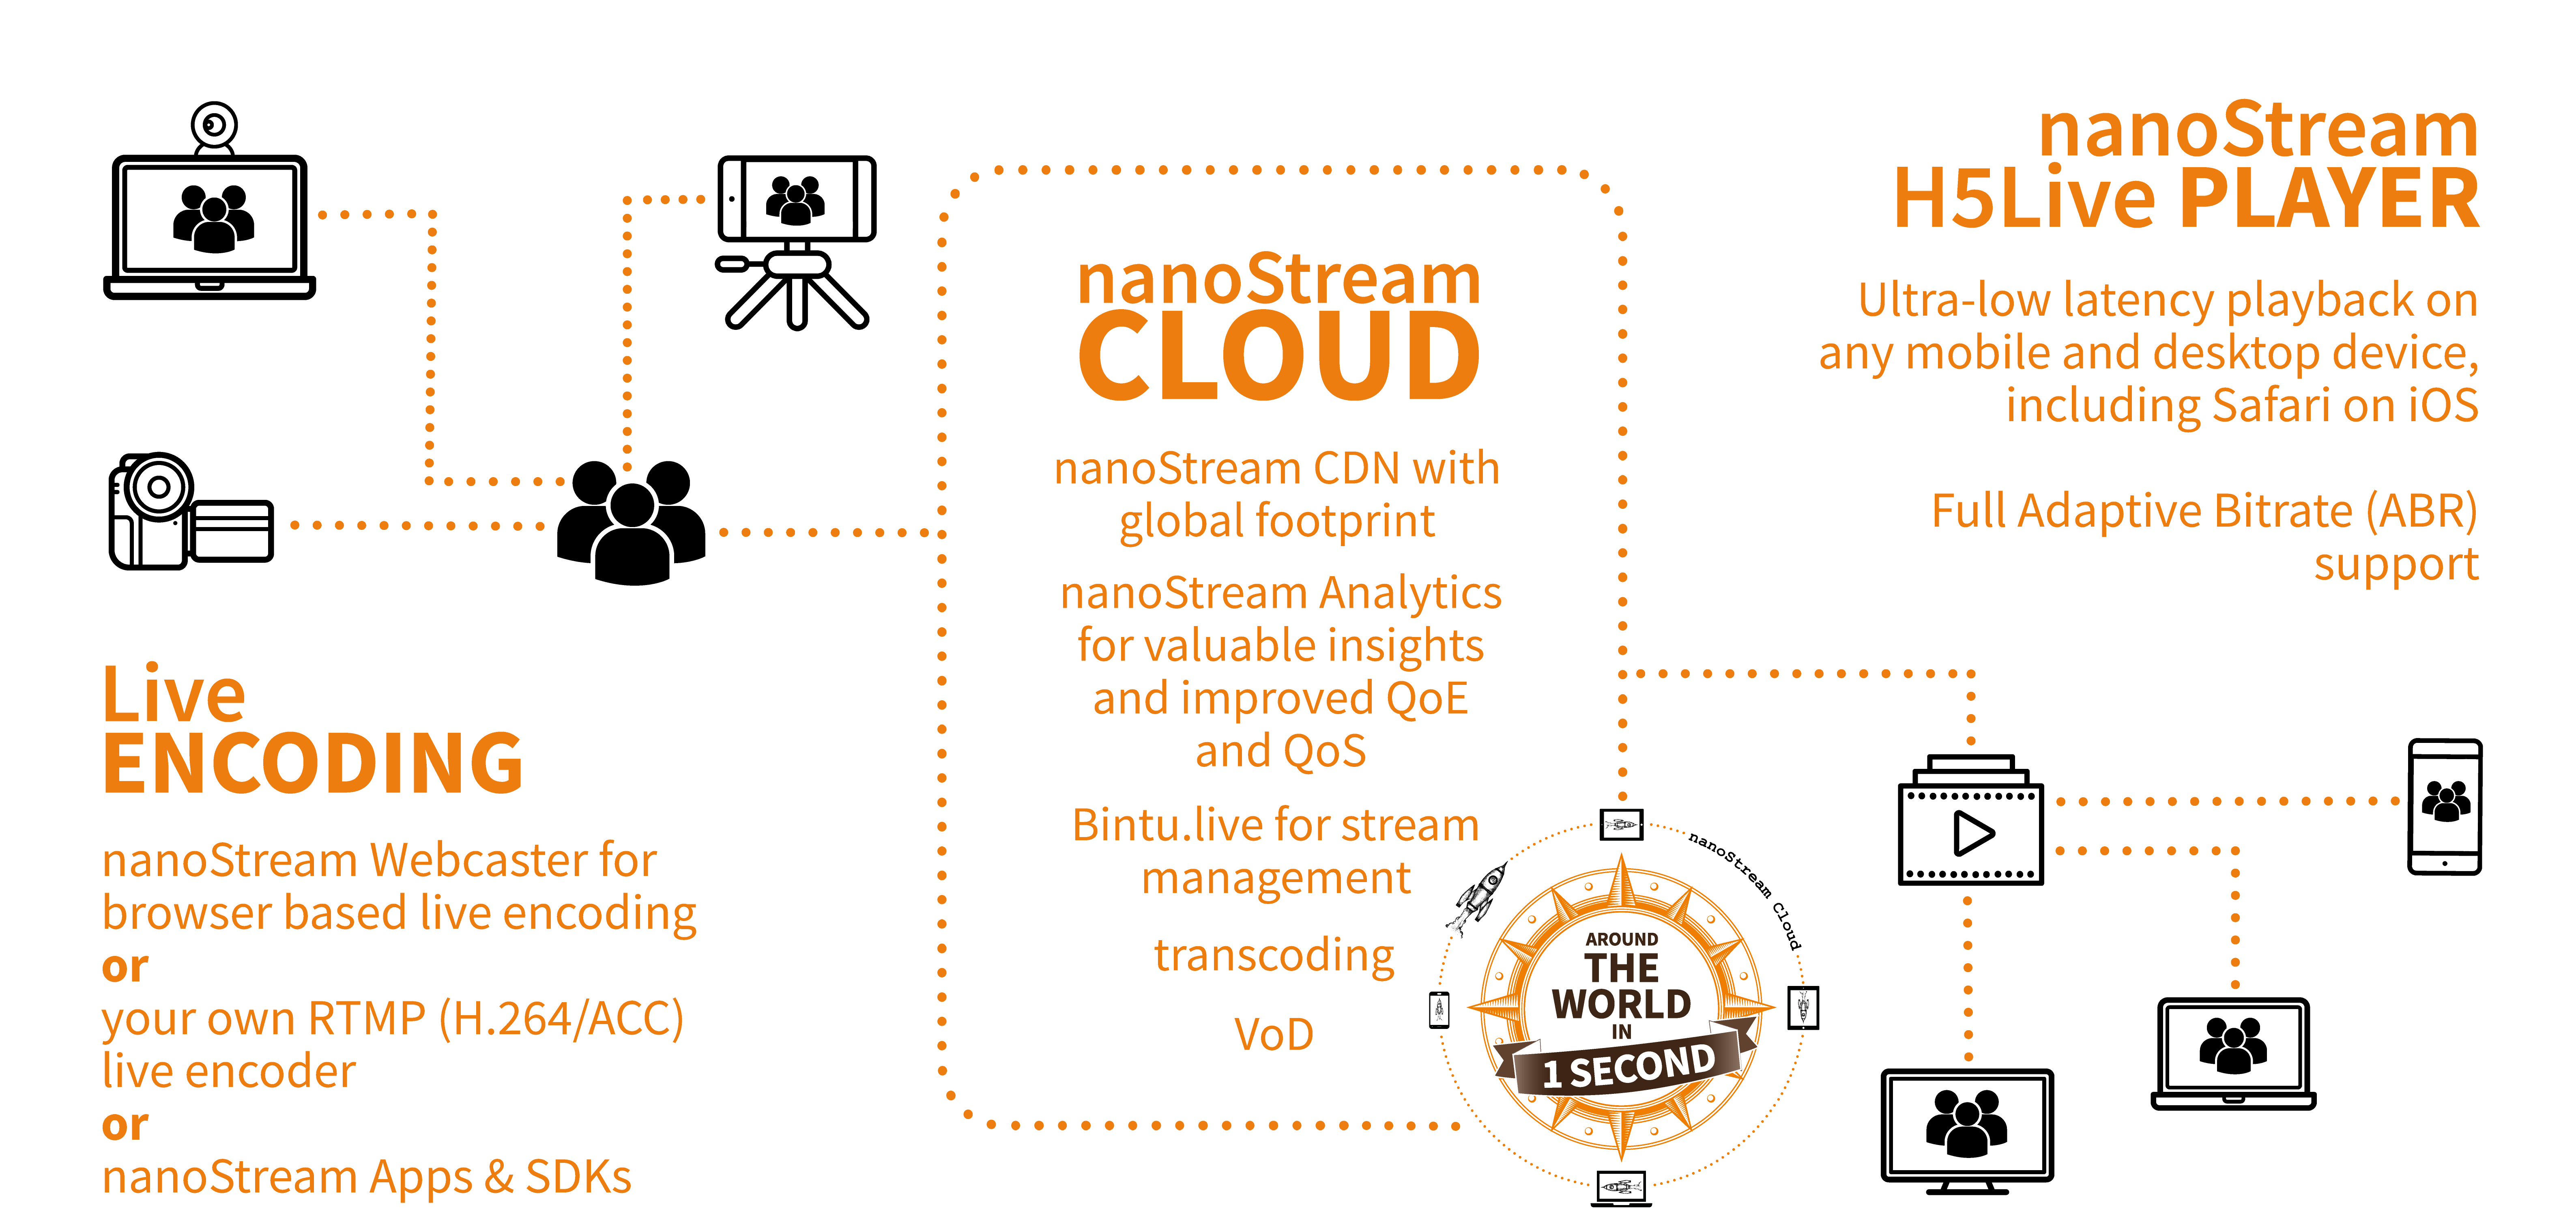 Live
ENCODING
nanoStream Webcaster for
browser based live encoding
or
your own RTMP (H.264/ACC)
live encoder
or
nanoStream Apps & SDKs
nanoStream
CLOUD
nanoStream CDN with
global footprint
nanoStream Analytics
for valuable insights
and improved QoE
and QoS
Bintu.live for stream
management
transcoding
VoD
nanoStream Cloud
AROUND
THE
WORLD
IN
1 SECOND
nanoStream
H5Live PLAYER
Ultra-low latency playback on
any mobile and desktop device,
including Safari on iOS
Full Adaptive Bitrate (ABR)
support